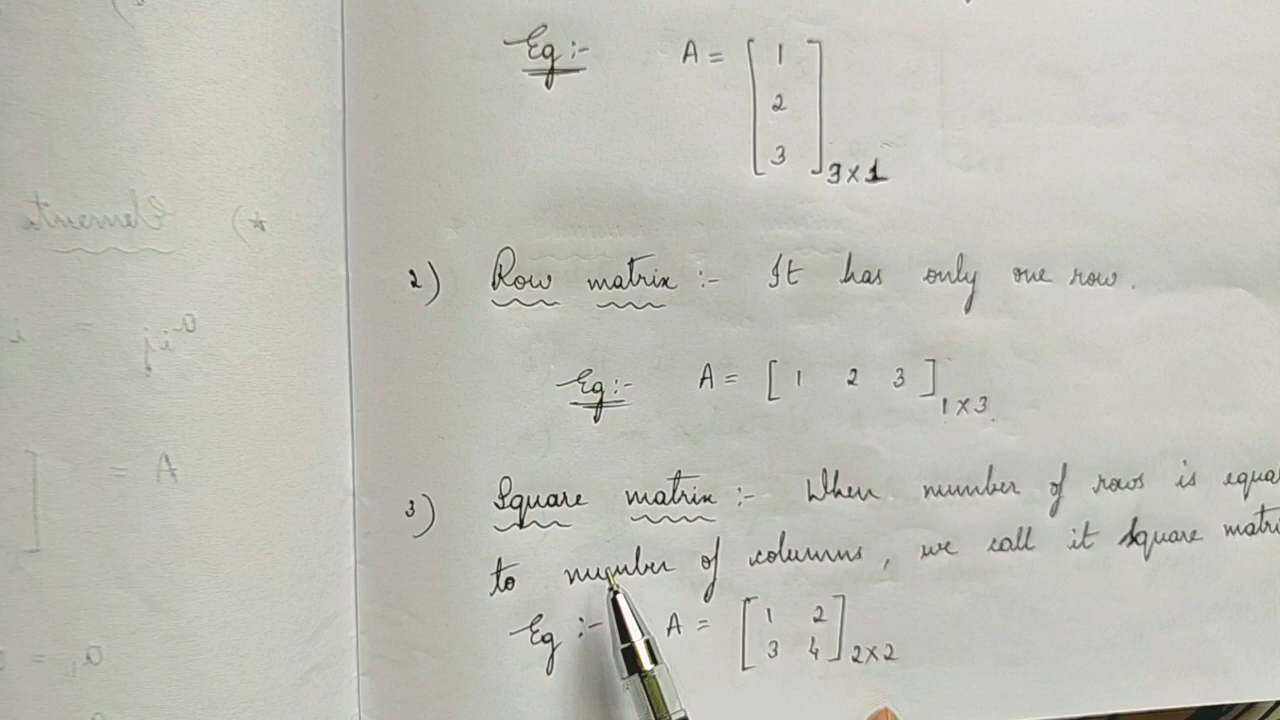 Eg :- A = [ 1
2
3 ] 3 x 1
2) Row matrix :- It has only one row.
Eg :- A = [ 1 2 3 ] 1 x 3
3) Square matrix :- When number of rows is equa
to number of columns, we call it square matri
Eg :- A = [ 1 2
3 4 ] 2 x 2